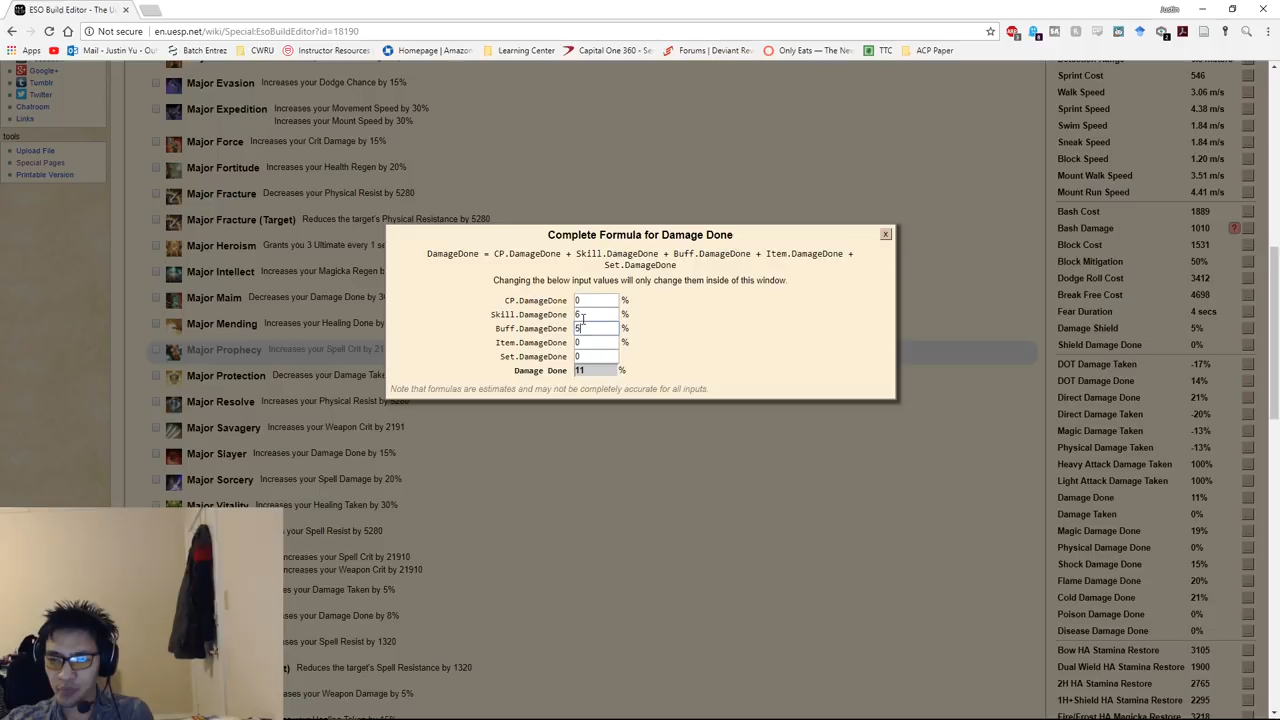 ESO Build Editor - The U
Justin
Not secure | en.uesp.net/wiki/Special:EsoBuildEditor?id=18190
Apps
Mail - Justin Yu - Out
Batch Entrez
CWRU
Instructor Resources
Homepage | Amazon
Learning Center
Capital One 360 - Se
Forums | Deviant Rev
Only Eats — The New
TTC
ACP Paper
Google+
Tumblr
Twitter
Chatroom
Links
tools
Upload File
Special Pages
Printable Version
Major Evasion Increases your Dodge Chance by 15%
Major Expedition Increases your Movement Speed by 30%
Increases your Mount Speed by 30%
Major Force Increases your Crit Damage by 15%
Major Fortitude Increases your Health Regen by 20%
Major Fracture Decreases your Physical Resist by 5280
Major Fracture (Target) Reduces the target's Physical Resistance by 5280
Major Heroism Grants you 3 Ultimate every 1 se
Major Intellect Increases your Magicka Regen b
Major Maim Decreases your Damage Done by 3
Major Mending Increases your Healing Done by
Major Prophecy Increases your Spell Crit by 21
Major Protection Decreases your Damage Take
Major Resolve Increases your Physical Resist by 5280
Major Savagery Increases your Weapon Crit by 2191
Major Slayer Increases your Damage Done by 15%
Major Sorcery Increases your Spell Damage by 20%
Major Vitality Increases your Healing Taken by 30%
s your Spell Resist by 5280
ases your Spell Crit by 21910
ases your Weapon Crit by 21910
ases your Damage Taken by 5%
ases your Damage Done by 8%
ases your Spell Resist by 1320
t) Reduces the target's Spell Resistance by 1320
ases your Weapon Damage by 5%
Complete Formula for Damage Done
x
DamageDone = CP.DamageDone + Skill.DamageDone + Buff.DamageDone + Item.DamageDone +
Set.DamageDone
Changing the below input values will only change them inside of this window.
CP.DamageDone 0 %
Skill.DamageDone 6 %
Buff.DamageDone 5 %
Item.DamageDone 0 %
Set.DamageDone 0
Damage Done 11 %
Note that formulas are estimates and may not be completely accurate for all inputs.
Sprint Cost 546
Walk Speed 3.06 m/s
Sprint Speed 4.38 m/s
Swim Speed 1.84 m/s
Sneak Speed 1.84 m/s
Block Speed 1.20 m/s
Mount Walk Speed 3.51 m/s
Mount Run Speed 4.41 m/s
Bash Cost 1889
Bash Damage 1010 ?
Block Cost 1531
Block Mitigation 50%
Dodge Roll Cost 3412
Break Free Cost 4698
Fear Duration 4 secs
Damage Shield 5%
Shield Damage Done 0%
DOT Damage Taken -17%
DOT Damage Done 14%
Direct Damage Done 21%
Direct Damage Taken -20%
Magic Damage Taken -13%
Physical Damage Taken -13%
Heavy Attack Damage Taken 100%
Light Attack Damage Taken 100%
Damage Done 11%
Damage Taken 0%
Magic Damage Done 19%
Physical Damage Done 0%
Shock Damage Done 15%
Flame Damage Done 20%
Cold Damage Done 21%
Poison Damage Done 0%
Disease Damage Done 0%
Bow HA Stamina Restore 3105
Dual Wield HA Stamina Restore 1900
2H HA Stamina Restore 2765
1H+Shield HA Stamina Restore 2295
Fire/Frost HA Magicka Restore 3218